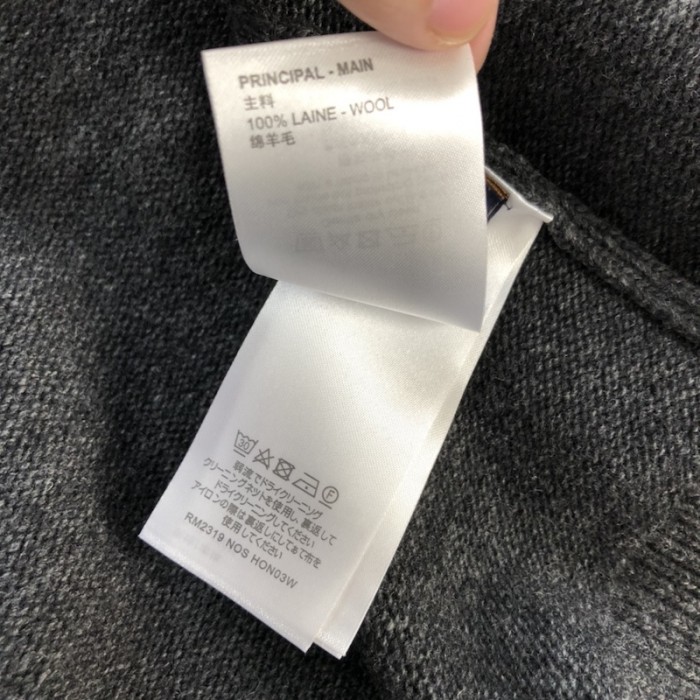 PRINCIPAL - MAIN
主料
100% LAINE - WOOL
绵羊毛
30
F
弱速でドライクリーニング
クリーニングネットを使用し、裏返して
ドライクリーニングしてください
アイロンの際は裏返しにしてあて布を
使用してください
RM2319 NOS HON03W